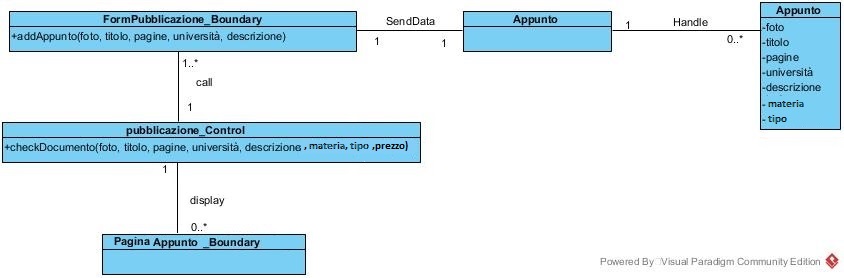 FormPubblicazione_Boundary
+addAppunto(foto, titolo, pagine, università, descrizione)
SendData
1
1
Appunto
1
Handle
0..*
Appunto
-foto
-titolo
-pagine
-università
-descrizione
- materia
- tipo
1..*
call
1
pubblicazione_Control
+checkDocumento(foto, titolo, pagine, università, descrizione, , materia, tipo ,prezzo)
1
display
0..*
Pagina Appunto _Boundary
Powered By Visual Paradigm Community Edition